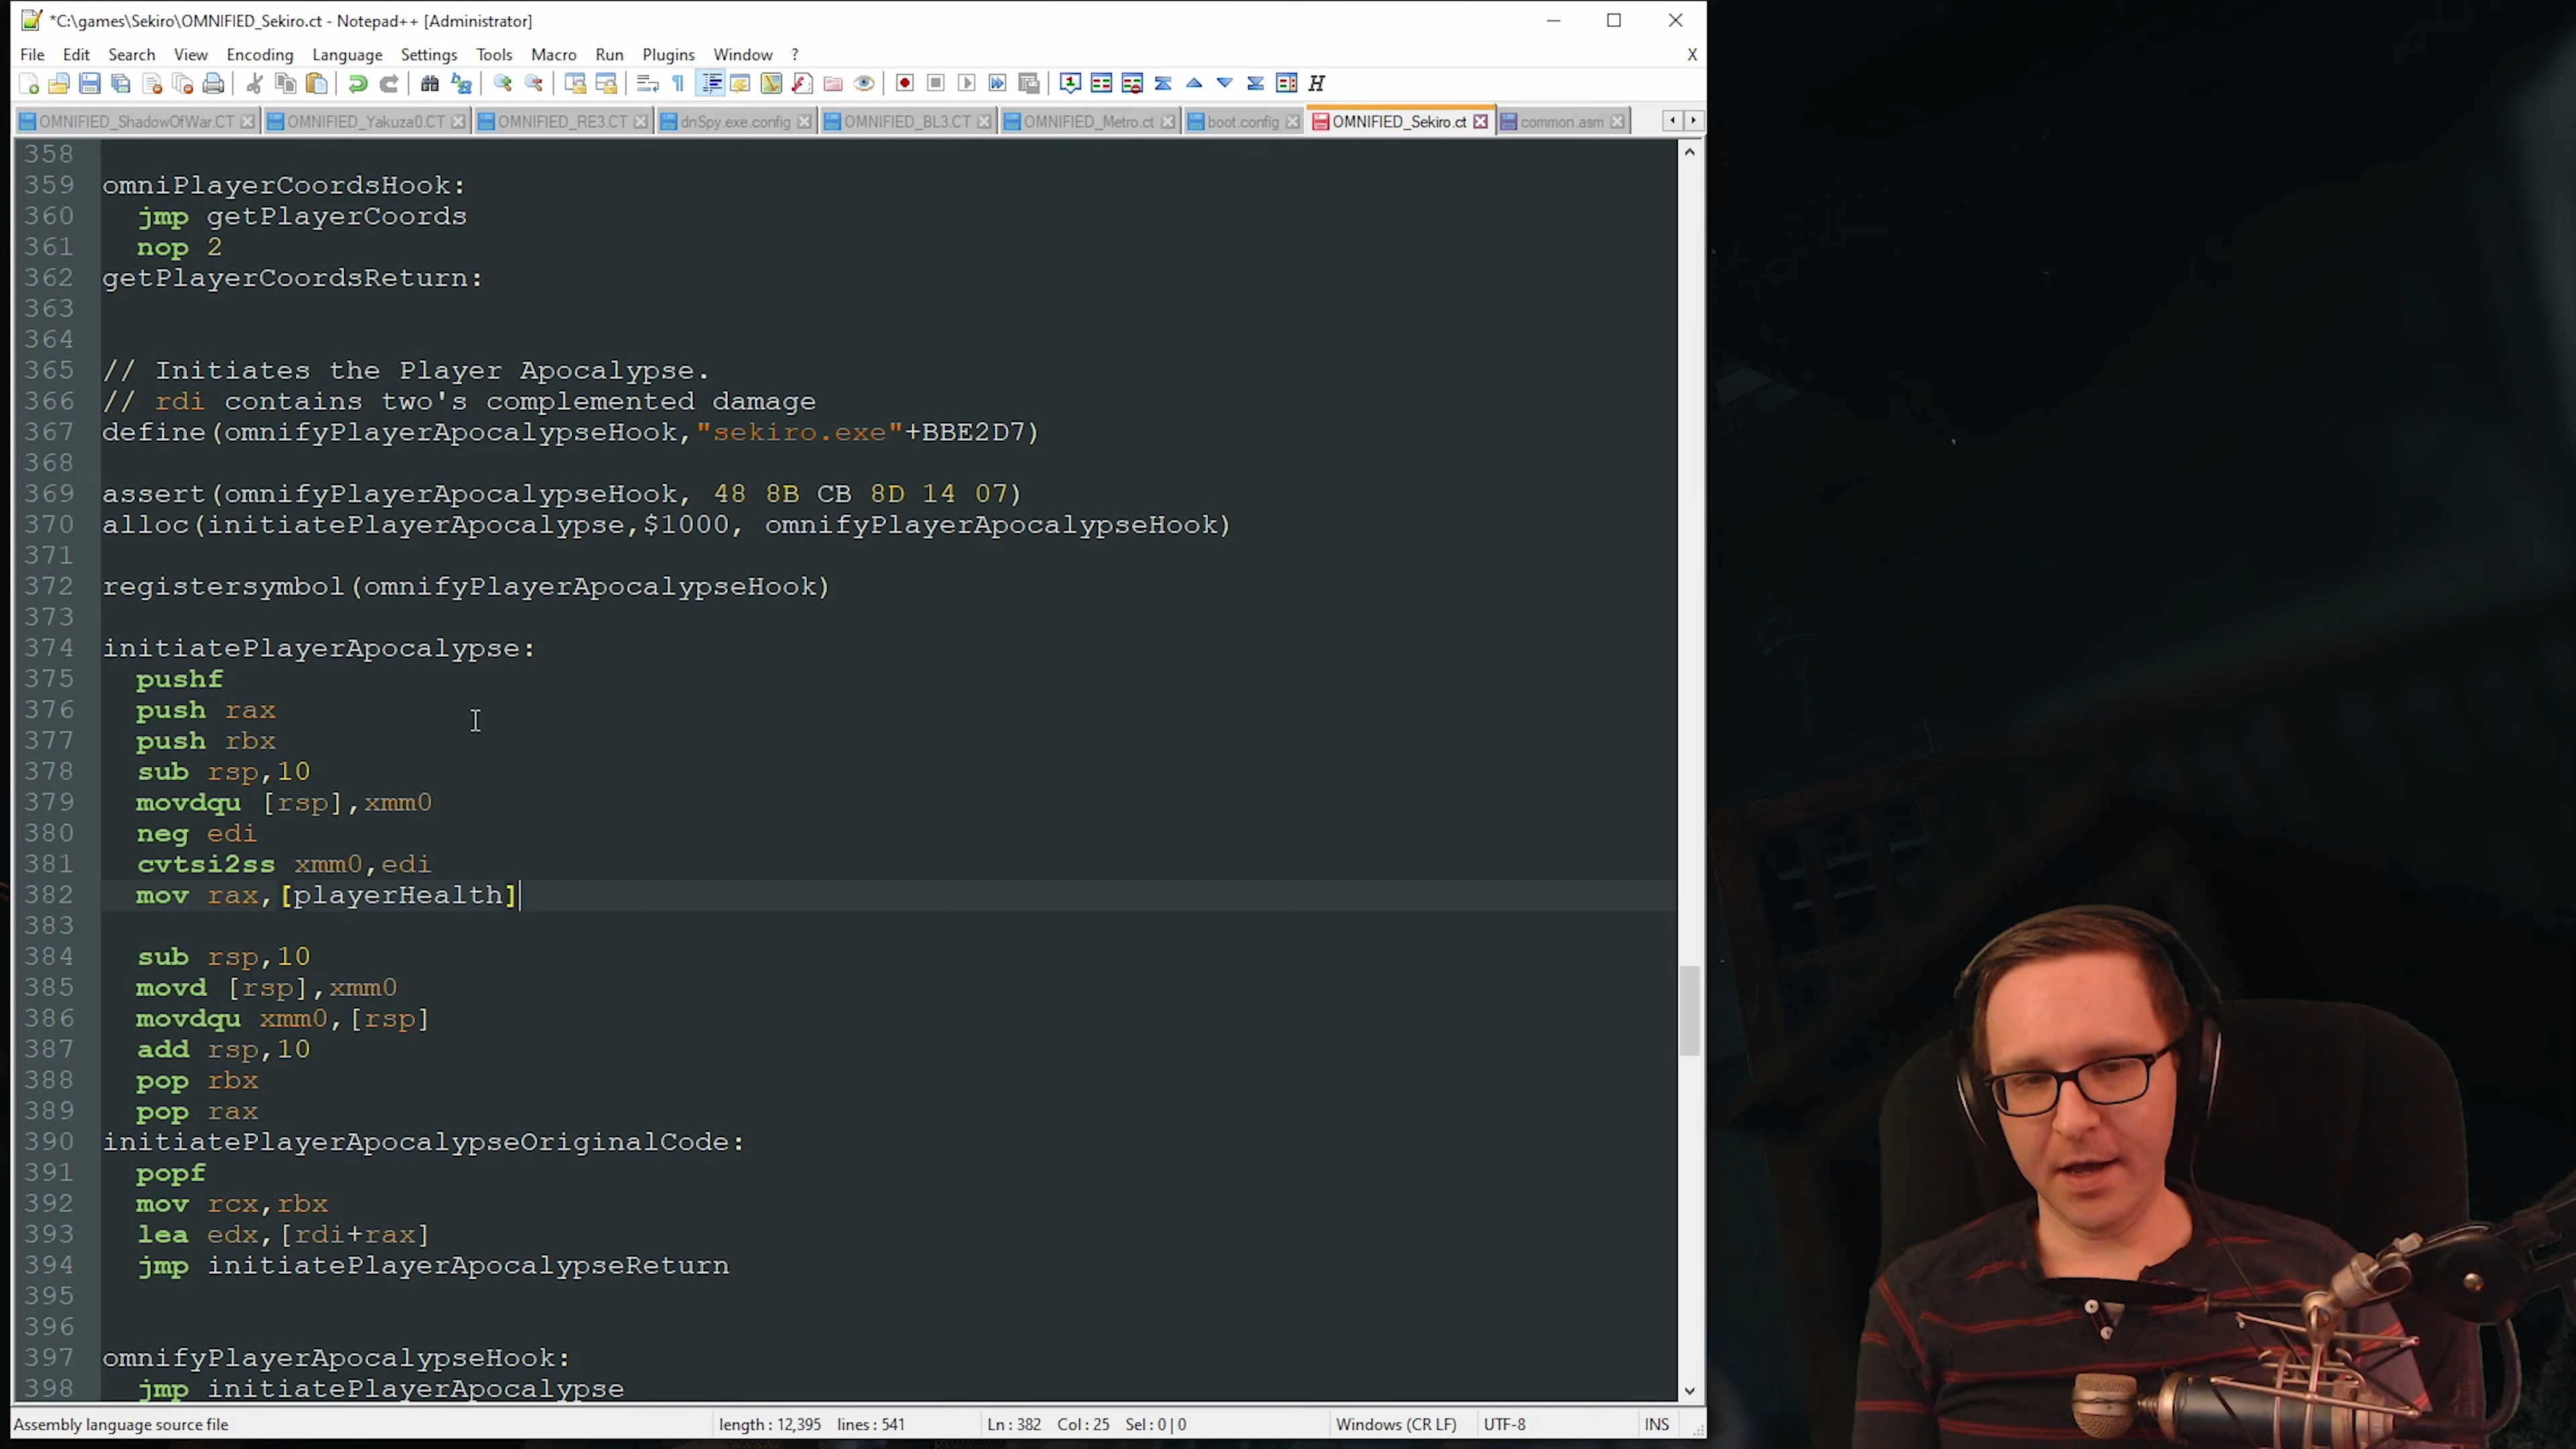 *C:\games\Sekiro\OMNIFIED_Sekiro.ct - Notepad++ [Administrator]
File Edit Search View Encoding Language Settings Tools Macro Run Plugins Window ? X
OMNIFIED_ShadowOfWar.CT OMNIFIED_Yakuza0.CT OMNIFIED_RE3.CT dnSpy.exe.config OMNIFIED_BL3.CT OMNIFIED_Metro.ct boot.config OMNIFIED_Sekiro.ct common.asm
358
359 omniPlayerCoordsHook:
360 jmp getPlayerCoords
361 nop 2
362 getPlayerCoordsReturn:
363
364
365 // Initiates the Player Apocalypse.
366 // rdi contains two's complemented damage
367 define(omnifyPlayerApocalypseHook,"sekiro.exe"+BBE2D7)
368
369 assert(omnifyPlayerApocalypseHook, 48 8B CB 8D 14 07)
370 alloc(initiatePlayerApocalypse,$1000, omnifyPlayerApocalypseHook)
371
372 registersymbol(omnifyPlayerApocalypseHook)
373
374 initiatePlayerApocalypse:
375 pushf
376 push rax
377 push rbx
378 sub rsp,10
379 movdqu [rsp],xmm0
380 neg edi
381 cvtsi2ss xmm0,edi
382 mov rax,[playerHealth]
383
384 sub rsp,10
385 movd [rsp],xmm0
386 movdqu xmm0,[rsp]
387 add rsp,10
388 pop rbx
389 pop rax
390 initiatePlayerApocalypseOriginalCode:
391 popf
392 mov rcx,rbx
393 lea edx,[rdi+rax]
394 jmp initiatePlayerApocalypseReturn
395
396
397 omnifyPlayerApocalypseHook:
398 jmp initiatePlayerApocalypse
Assembly language source file length : 12,395 lines : 541 Ln : 382 Col : 25 Sel : 0 | 0 Windows (CR LF) UTF-8 INS